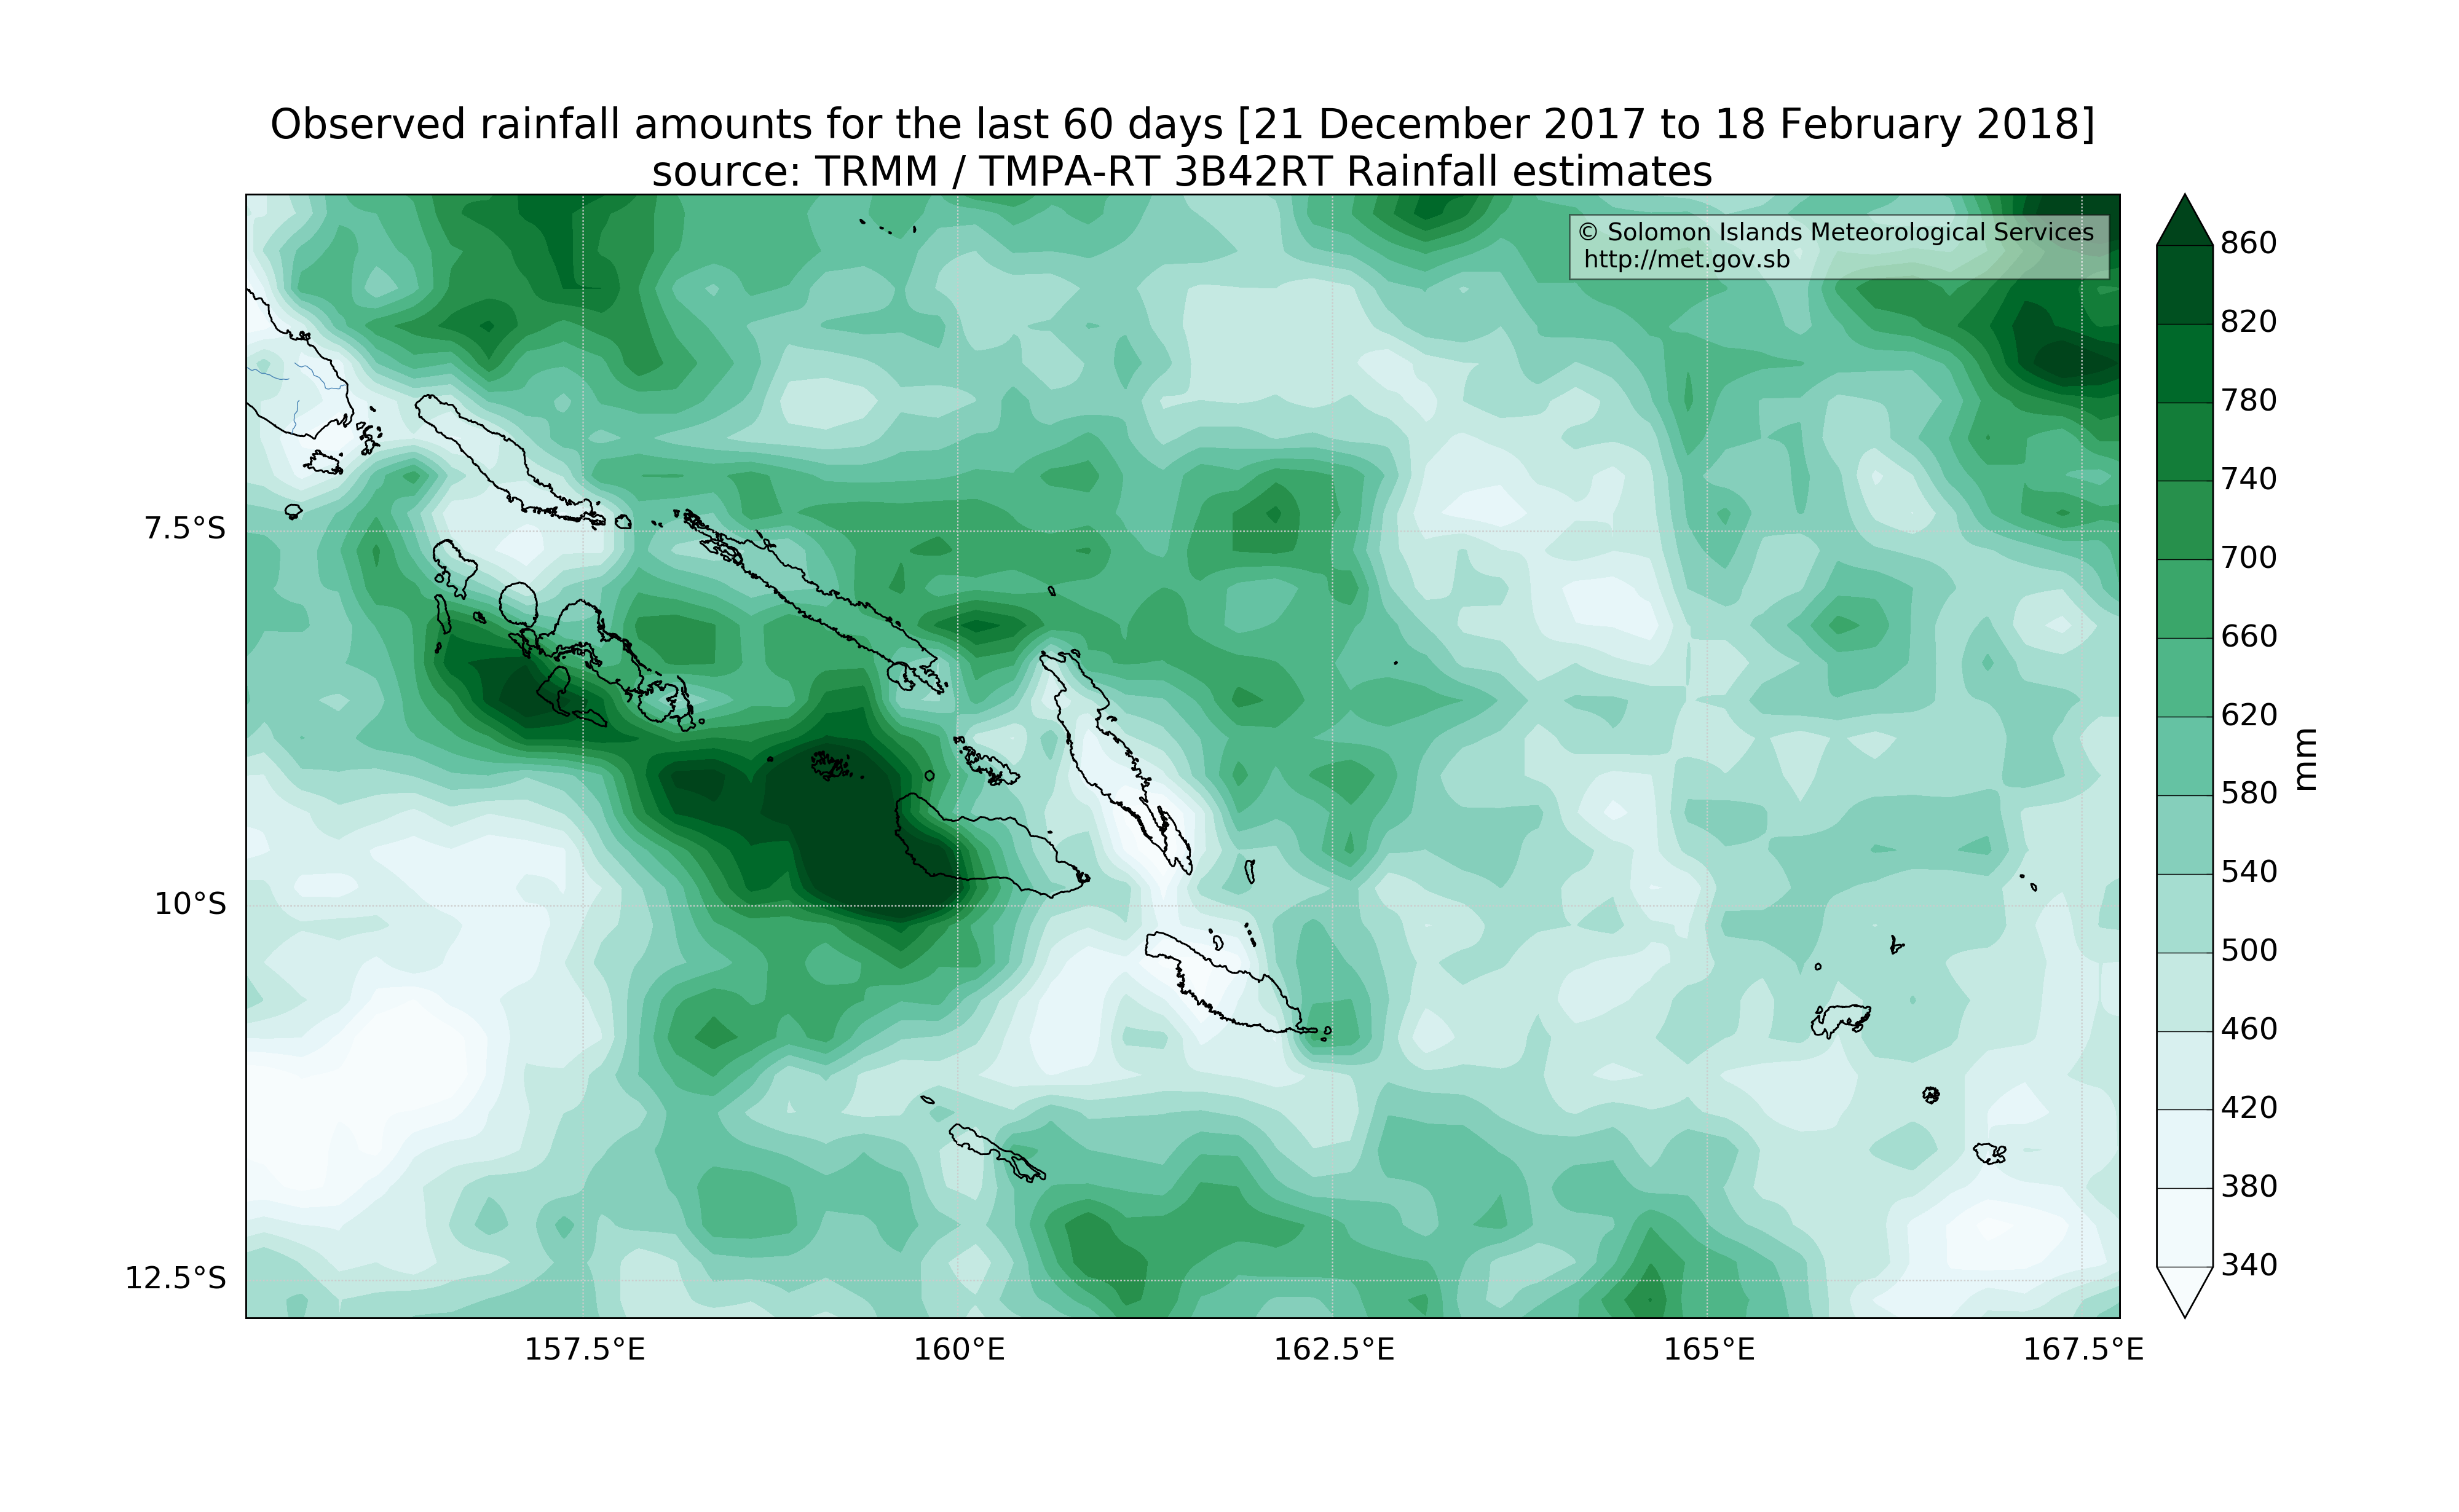 Observed rainfall amounts for the last 60 days [21 December 2017 to 18 February 2018]
source: TRMM / TMPA-RT 3B42RT Rainfall estimates
© Solomon Islands Meteorological Services
http://met.gov.sb
7.5°S
10°S
12.5°S
157.5°E
160°E
162.5°E
165°E
167.5°E
860
820
780
740
700
660
620
580
540
500
460
420
380
340
mm